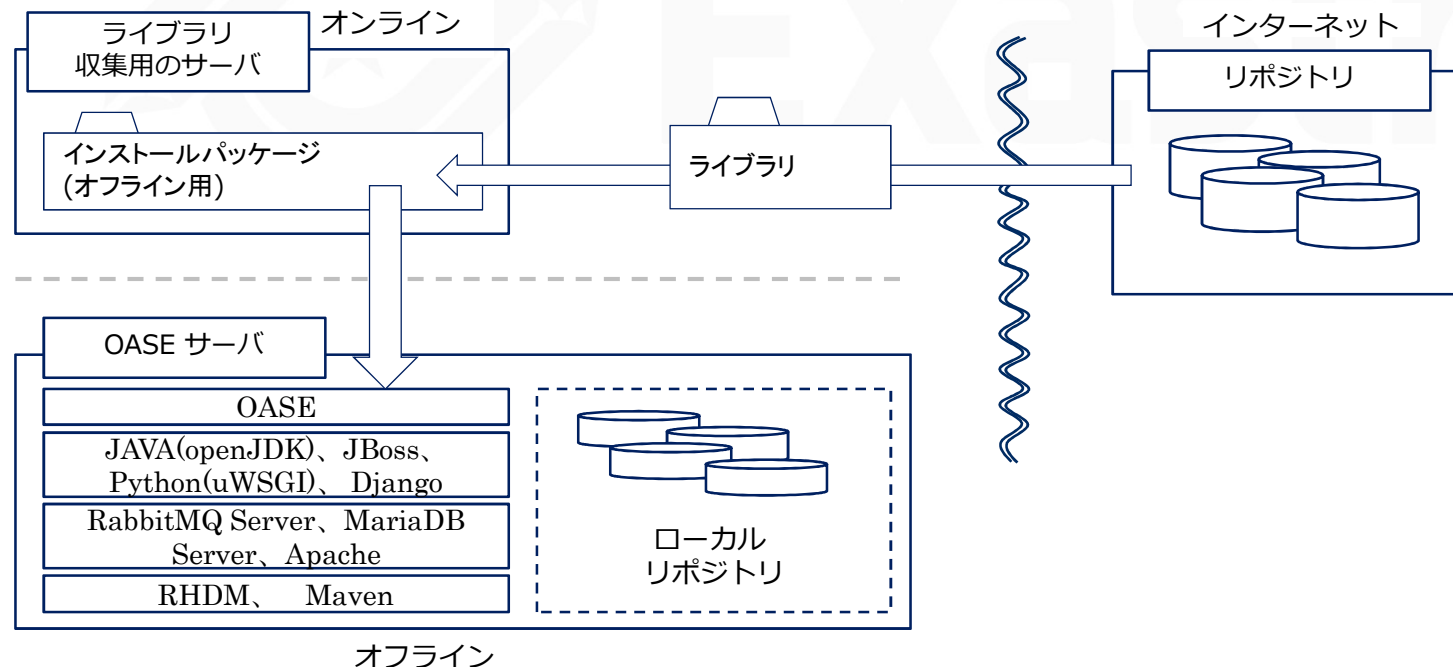 オンライン
ライブラリ
収集用のサーバ
インストールパッケージ
(オフライン用)
ライブラリ
インターネット
リポジトリ
OASE サーバ
OASE
JAVA(openJDK)、JBoss、
Python(uWSGI)、 Django
RabbitMQ Server、MariaDB
Server、Apache
RHDM、 Maven
ローカル
リポジトリ
オフライン